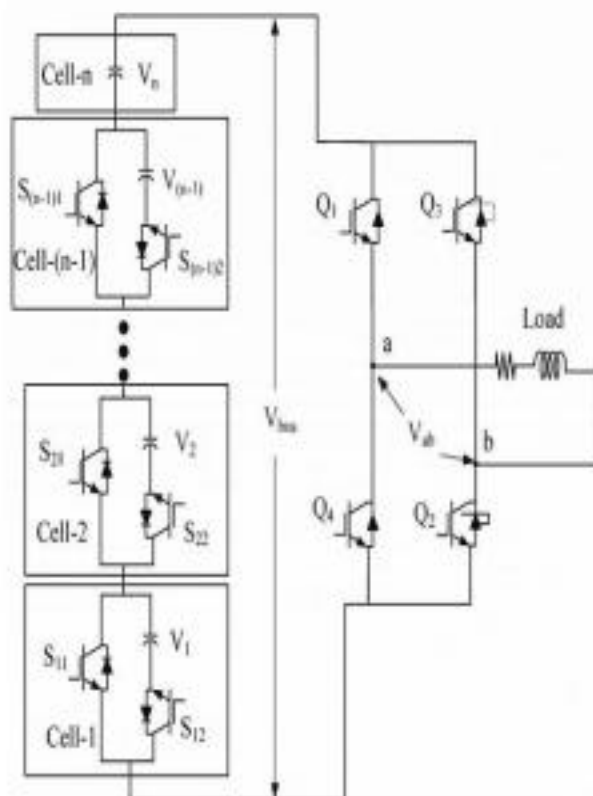 Cell-n
Vn
S(n-1)1
V(n-1)
S(n-1)2
Cell-(n-1)
S21
V2
S22
Cell-2
S11
V1
S12
Cell-1
Vbus
Q1
Q3
Load
a
Vab
b
Q4
Q2